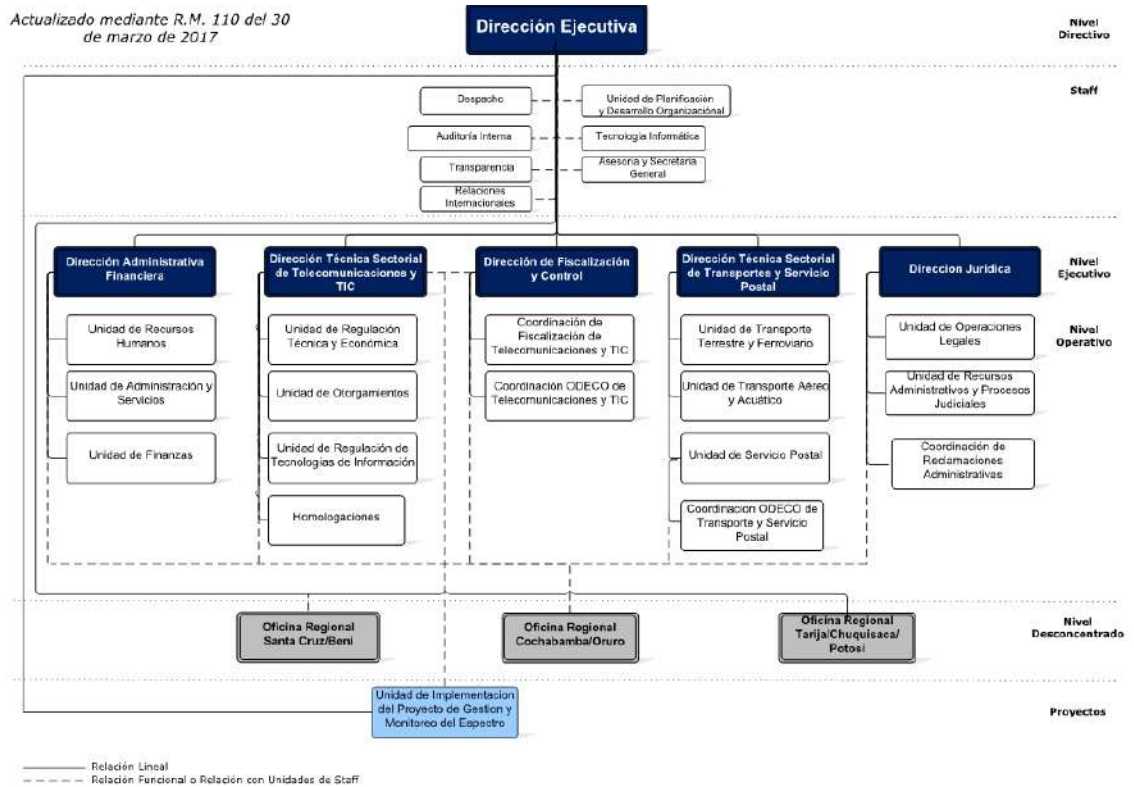 Actualizado mediante R.M. 110 del 30
de marzo de 2017
Dirección Ejecutiva
Nivel
Directivo
Staff
Despacho
Unidad de Planificación
y Desarrollo Organizaciónal
Auditoría Interna
Tecnología Informática
Transparencia
Asesoria y Secretaria
General
Relaciones
Internacionales
Dirección Administrativa
Financiera
Dirección Técnica Sectorial
de Telecomunicaciones y
TIC
Dirección de Fiscalización
y Control
Dirección Técnica Sectorial
de Transportes y Servicio
Postal
Direccion Juridica
Nivel
Ejecutivo
Nivel
Operativo
Unidad de Recursos
Humanos
Unidad de Administración y
Servicios
Unidad de Finanzas
Unidad de Regulación
Técnica y Económica
Unidad de Otorgamientos
Unidad de Regulación de
Tecnologías de Información
Homologaciones
Coordinación de
Fiscalización de
Telecomunicaciones y TIC
Coordinación ODECO de
Telecomunicaciones y TIC
Unidad de Transporte
Terrestre y Ferroviario
Unidad de Transporte Aéreo
y Acuático
Unidad de Servicio Postal
Coordinacion ODECO de
Transporte y Servicio
Postal
Unidad de Operaciones
Legales
Unidad de Recursos
Administrativos y Procesos
Judiciales
Coordinación de
Reclamaciones
Administrativas
Oficina Regional
Santa Cruz/Beni
Oficina Regional
Cochabamba/Oruro
Oficina Regional
Tarija/Chuquisaca/
Potosí
Nivel
Desconcentrado
Unidad de Implementacion
del Proyecto de Gestion y
Monitoreo del Espectro
Proyectos
Relación Lineal
Relación Funcional o Relación con Unidades de Staff